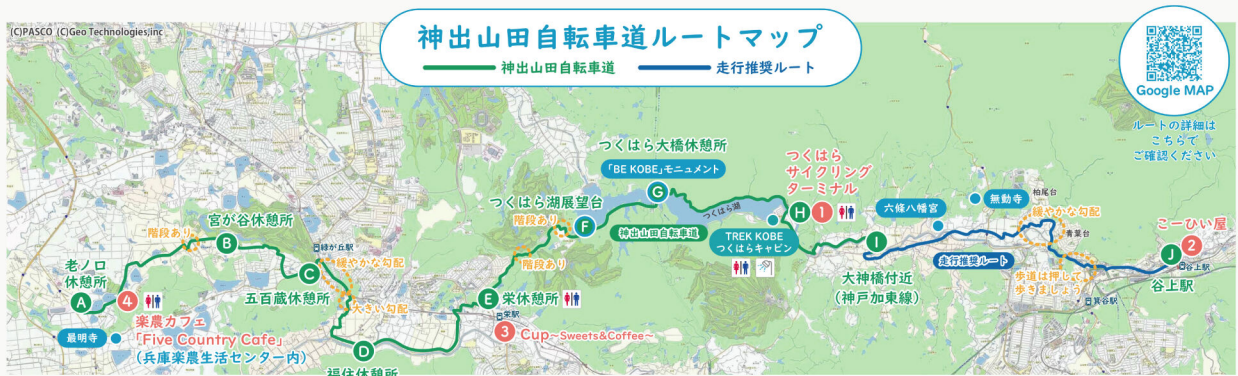 (C)PASCO (C)Geo Technologies,inc
神出山田自転車道ルートマップ
神出山田自転車道
走行推奨ルート
Google MAP
ルートの詳細は
こちらで
ご確認ください
つくはら大橋休憩所
「BE KOBE」モニュメント
G
つくはら
サイクリング
ターミナル
H
1
つくはら湖
つくはら湖展望台
階段あり
F
神出山田自転車道
TREK KOBE
つくはらキャビン
六條八幡宮
無動寺
柏尾台
緩やかな勾配
青葉台
こーひい屋
2
J
谷上駅
谷上駅
I
大神橋付近
(神戸加東線)
走行推奨ルート
歩道は押して
歩きましょう
箕谷駅
宮が谷休憩所
階段あり
B
緑が丘駅
緩やかな勾配
C
五百蔵休憩所
大きい勾配
老ノ口
休憩所
A
4
楽農カフェ
「Five Country Cafe」
(兵庫楽農生活センター内)
最明寺
D
福住休憩所
階段あり
E
栄休憩所
栄駅
3
Cup~Sweets&Coffee~